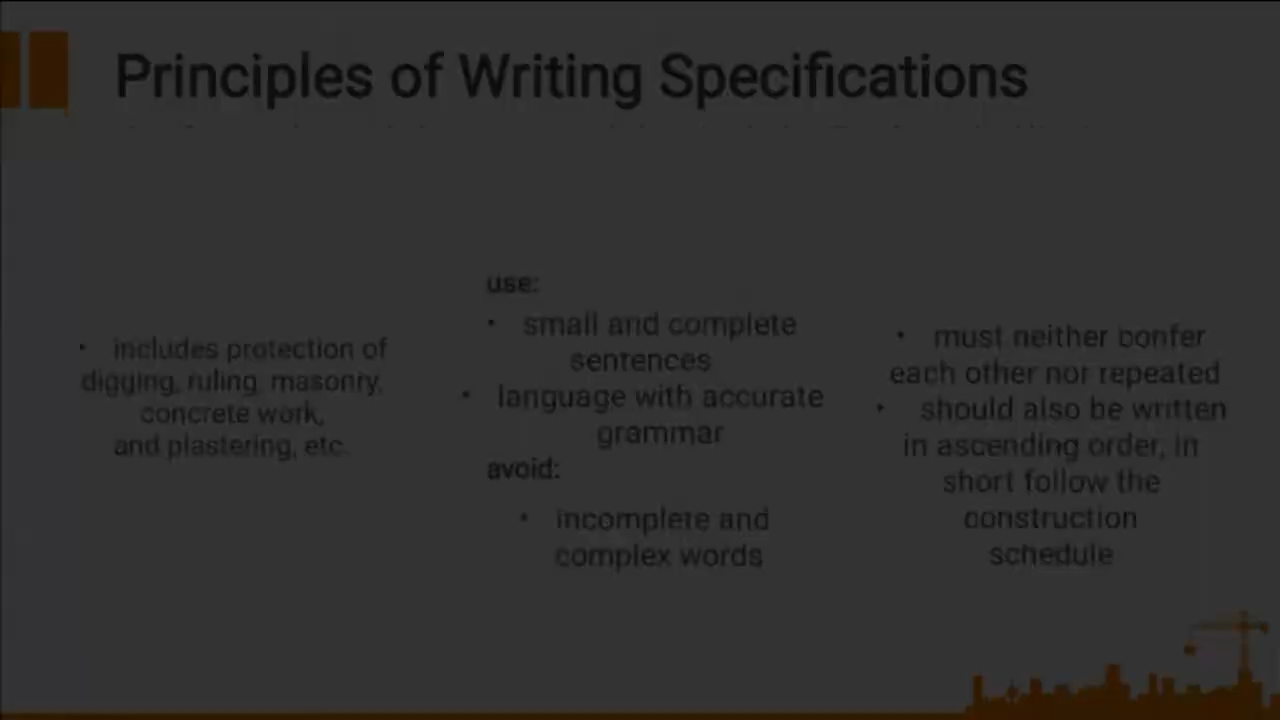 Principles of Writing Specifications
• includes protection of
digging, ruling, masonry,
concrete work,
and plastering, etc.
use:
• small and complete
sentences
• language with accurate
grammar
avoid:
• incomplete and
complex words
• must neither bonfer
each other nor repeated
• should also be written
in ascending order, in
short follow the
construction
schedule